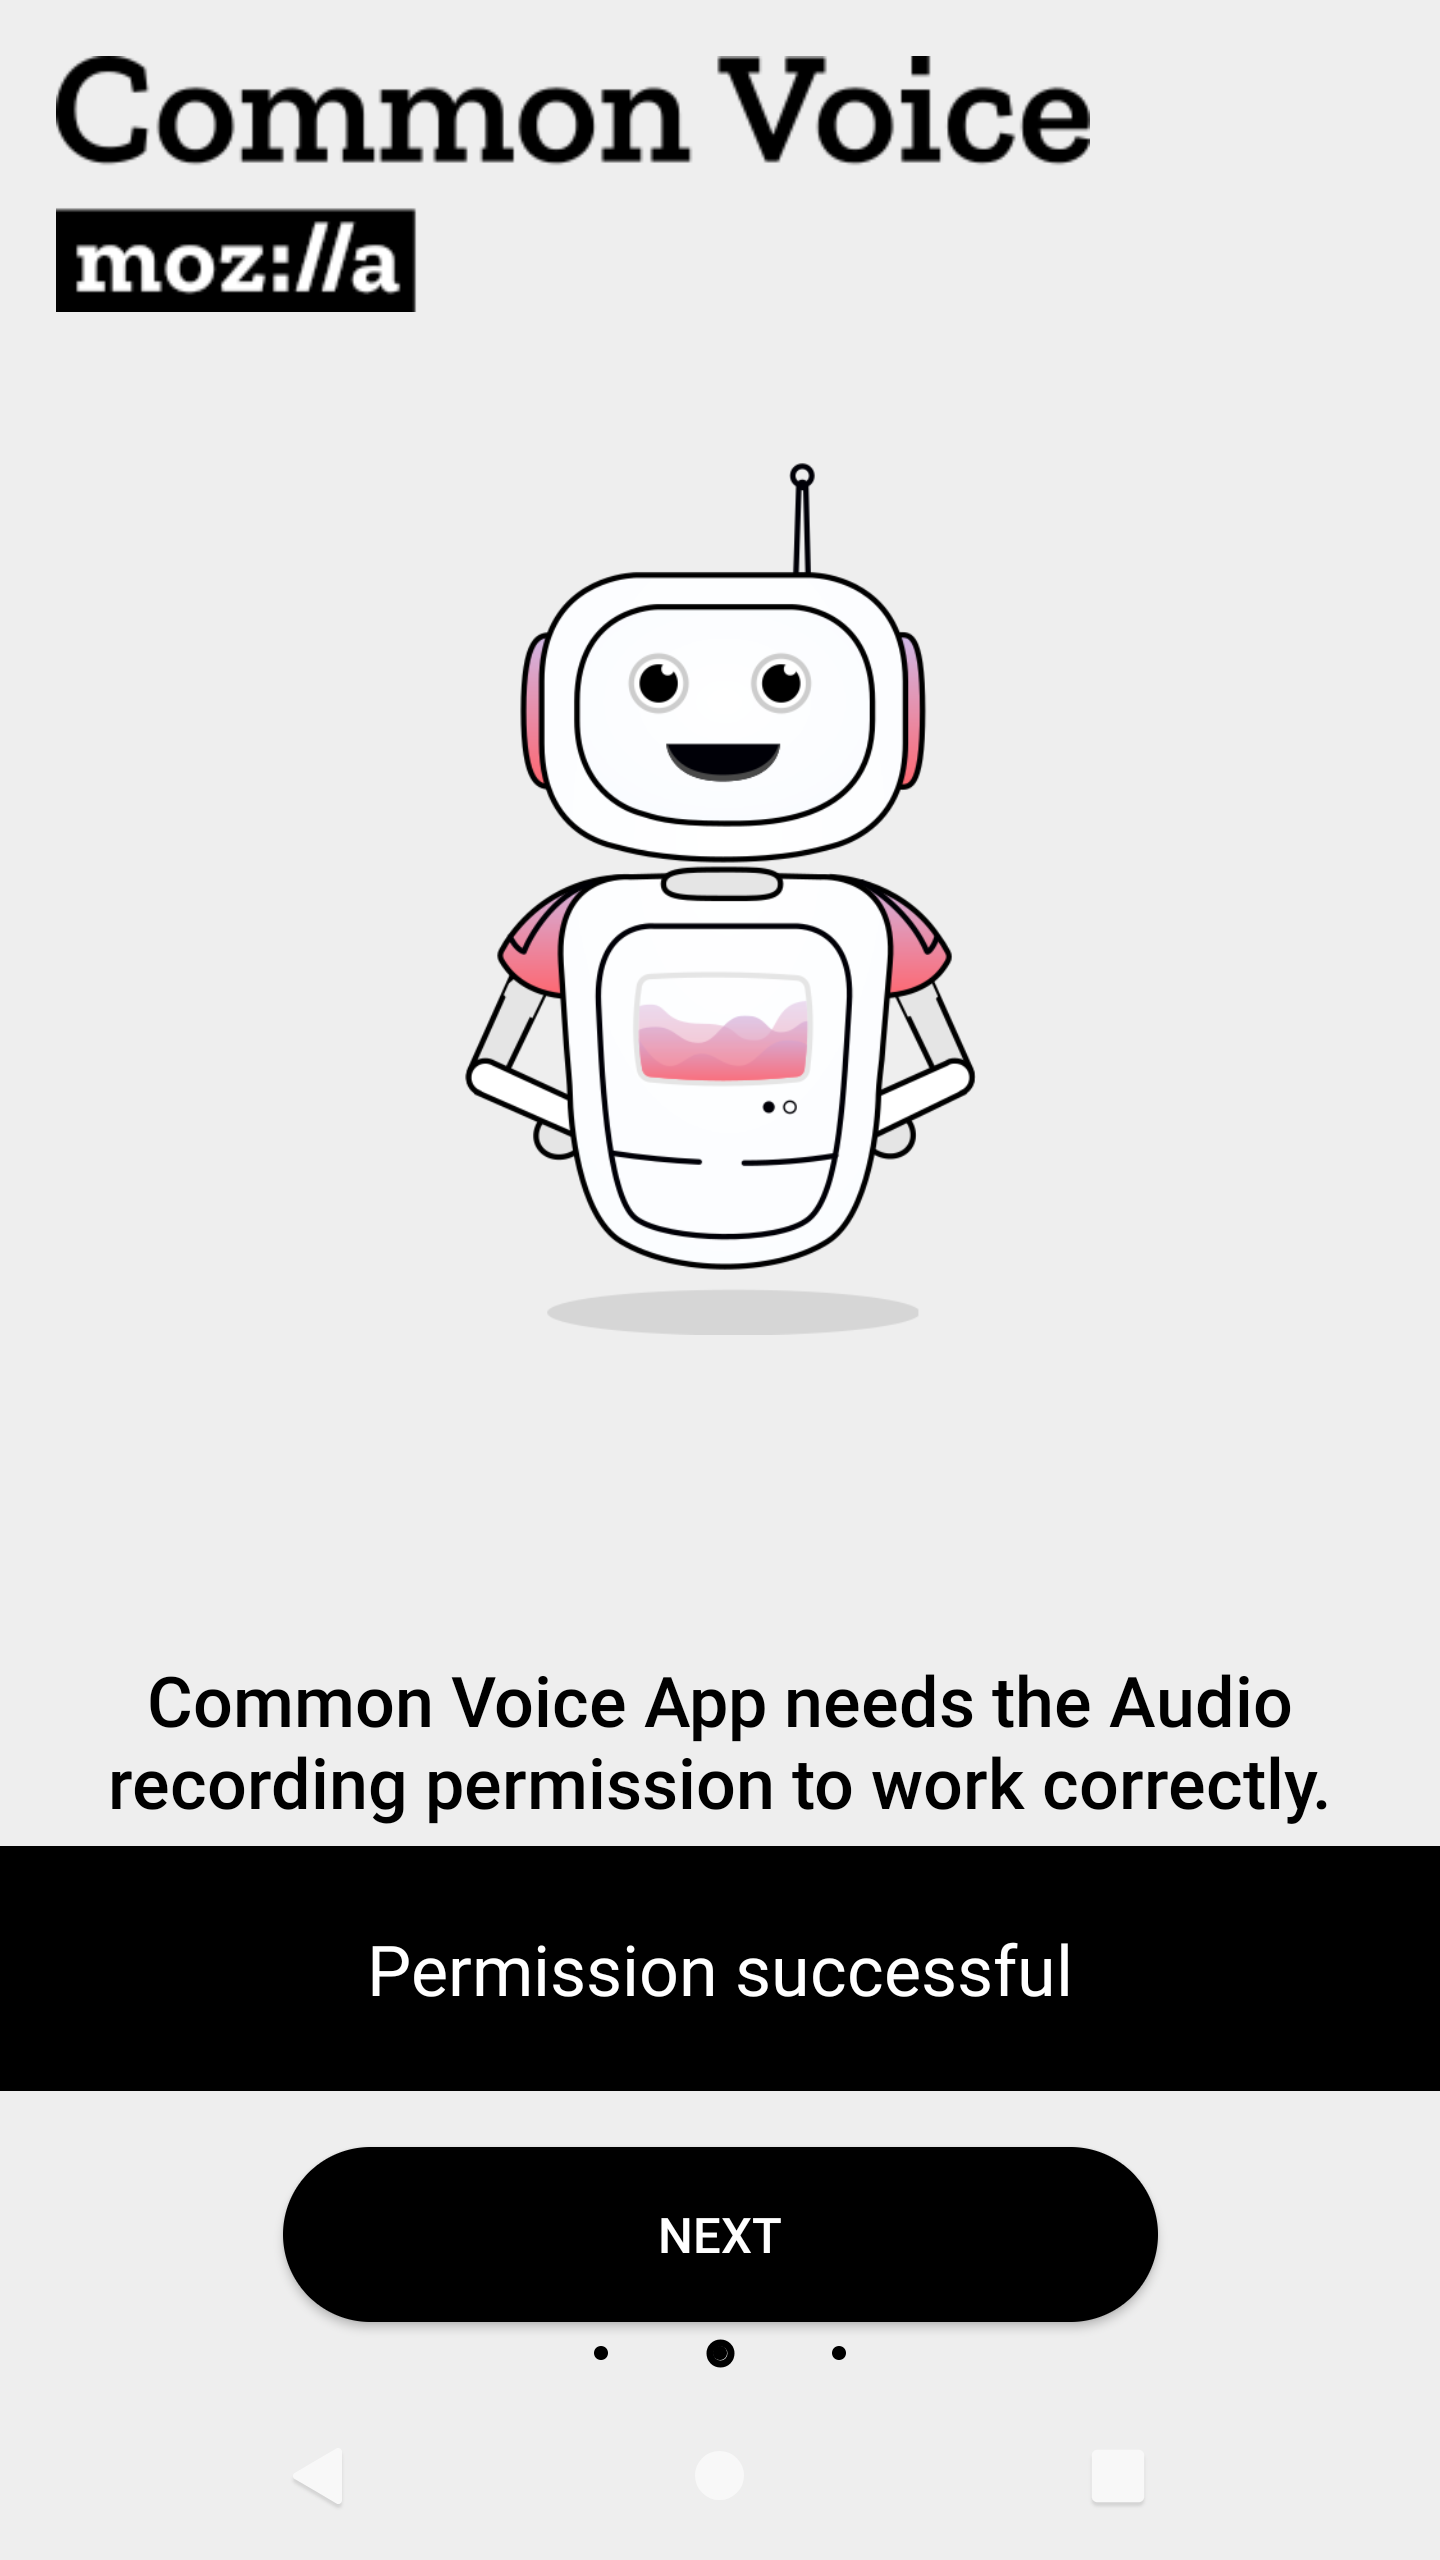 Common Voice
moz://a
Common Voice App needs the Audio
recording permission to work correctly.
Permission successful
NEXT